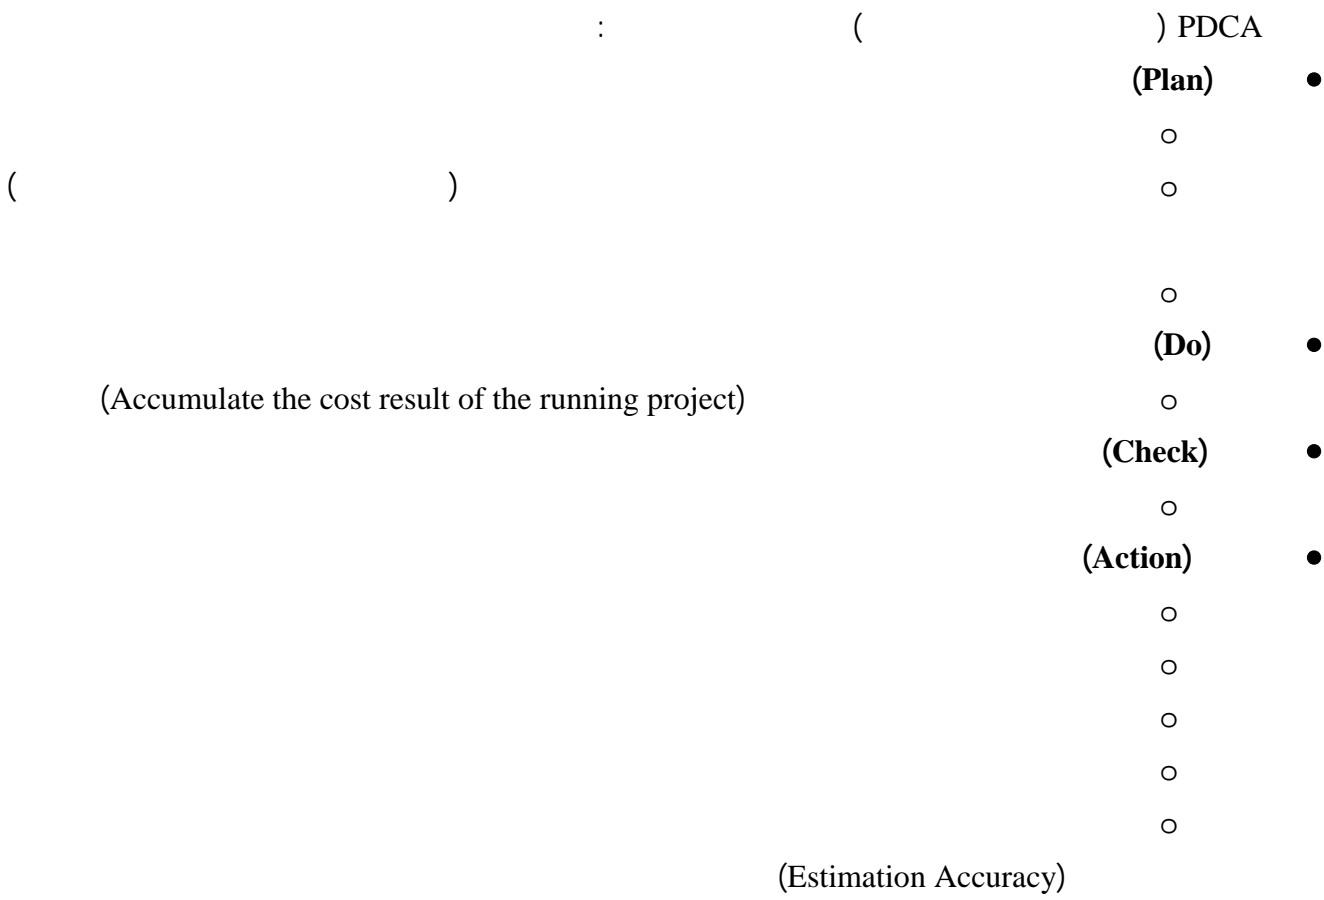 PDCA ( ) :
• (Plan)
o
o ( )
o
• (Do)
o (Accumulate the cost result of the running project)
• (Check)
o
• (Action)
o
o
o
o
o
(Estimation Accuracy)